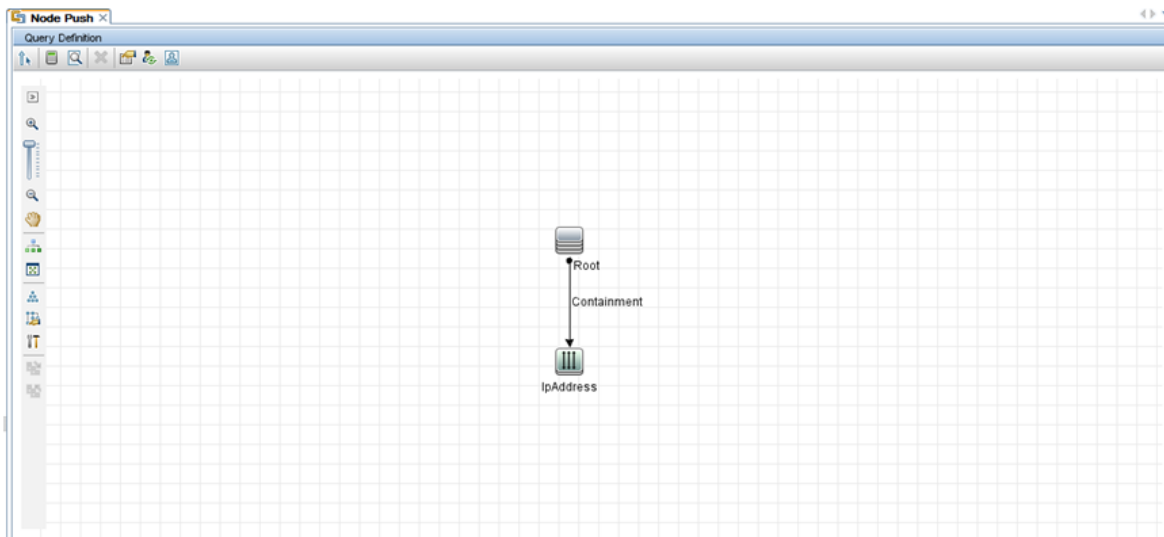 Node Push
Query Definition
Root
Containment
IpAddress